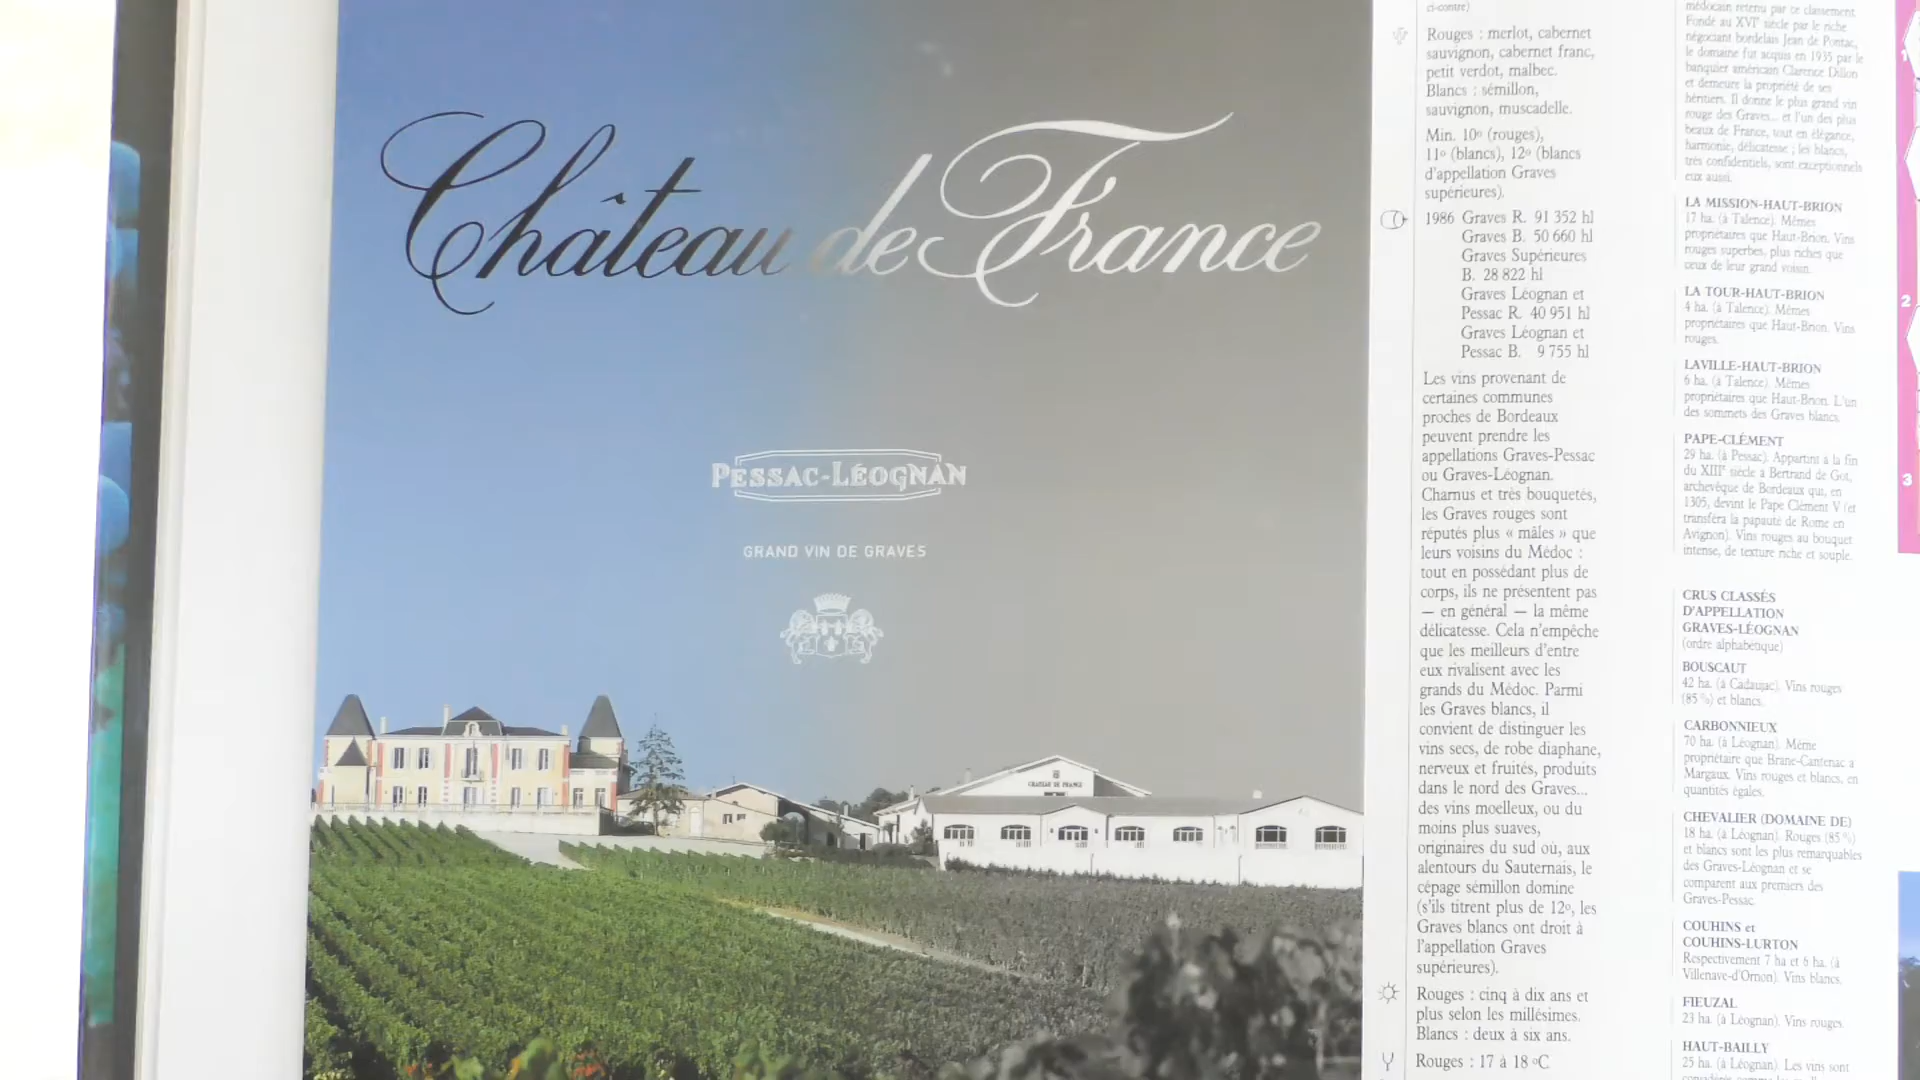 Château de France
PESSAC-LÉOGNAN
GRAND VIN DE GRAVES
CHATEAU DE FRANCE
ci-contre)
Rouges : merlot, cabernet
sauvignon, cabernet franc,
petit verdot, malbec.
Blancs : sémillon,
sauvignon, muscadelle.
Min. 10º (rouges),
11º (blancs), 12º (blancs
d'appellation Graves
supérieures).
1986 Graves R. 91 352 hl
Graves B. 50 660 hl
Graves Supérieures
B. 28 822 hl
Graves Léognan et
Pessac R. 40 951 hl
Graves Léognan et
Pessac B. 9 755 hl
Les vins provenant de
certaines communes
proches de Bordeaux
peuvent prendre les
appellations Graves-Pessac
ou Graves-Léognan.
Charnus et très bouquetés,
les Graves rouges sont
réputés plus « mâles » que
leurs voisins du Médoc :
tout en possédant plus de
corps, ils ne présentent pas
— en général — la même
délicatesse. Cela n'empêche
que les meilleurs d'entre
eux rivalisent avec les
grands du Médoc. Parmi
les Graves blancs, il
convient de distinguer les
vins secs, de robe diaphane,
nerveux et fruités, produits
dans le nord des Graves...
des vins moelleux, ou du
moins plus suaves,
originaires du sud où, aux
alentours du Sauternais, le
cépage sémillon domine
(s'ils titrent plus de 12º, les
Graves blancs ont droit à
l'appellation Graves
supérieures).
Rouges : cinq à dix ans et
plus selon les millésimes.
Blancs : deux à six ans.
Rouges : 17 à 18 ºC
médocain retenu par ce classement.
Fondé au XVIᵉ siècle par le riche
négociant bordelais Jean de Pontac,
le domaine fut acquis en 1935 par le
banquier américain Clarence Dillon
et demeura la propriété de ses
héritiers. Il donne le plus grand vin
rouge des Graves... et l'un des plus
beaux de France, tout en élégance,
harmonie, délicatesse ; les blancs,
très confidentiels, sont exceptionnels
eux aussi.
LA MISSION-HAUT-BRION
17 ha. (à Talence). Mêmes
propriétaires que Haut-Brion. Vins
rouges superbes, plus riches que
ceux de leur grand voisin.
LA TOUR-HAUT-BRION
4 ha. (à Talence). Mêmes
propriétaires que Haut-Brion. Vins
rouges.
LAVILLE-HAUT-BRION
6 ha. (à Talence). Mêmes
propriétaires que Haut-Brion. L'un
des sommets des Graves blancs.
PAPE-CLÉMENT
29 ha. (à Pessac). Appartint à la fin
du XIIIᵉ siècle à Bertrand de Got,
archevêque de Bordeaux qui, en
1305, devint le Pape Clément V (et
transféra la papauté de Rome en
Avignon). Vins rouges au bouquet
intense, de texture riche et souple.
CRUS CLASSÉS
D'APPELLATION
GRAVES-LÉOGNAN
(ordre alphabétique)
BOUSCAUT
42 ha. (à Cadaujac). Vins rouges
(85 %) et blancs.
CARBONNIEUX
70 ha. (à Léognan). Même
propriétaire que Brane-Cantenac à
Margaux. Vins rouges et blancs, en
quantités égales.
CHEVALIER (DOMAINE DE)
18 ha. (à Léognan). Rouges (85 %)
et blancs sont les plus remarquables
des Graves-Léognan et se
comparent aux premiers des
Graves-Pessac.
COUHINS et
COUHINS-LURTON
Respectivement 7 ha et 6 ha. (à
Villenave-d'Ornon). Vins blancs.
FIEUZAL
23 ha. (à Léognan). Vins rouges.
HAUT-BAILLY
25 ha. (à Léognan). Les vins sont
1
2
3